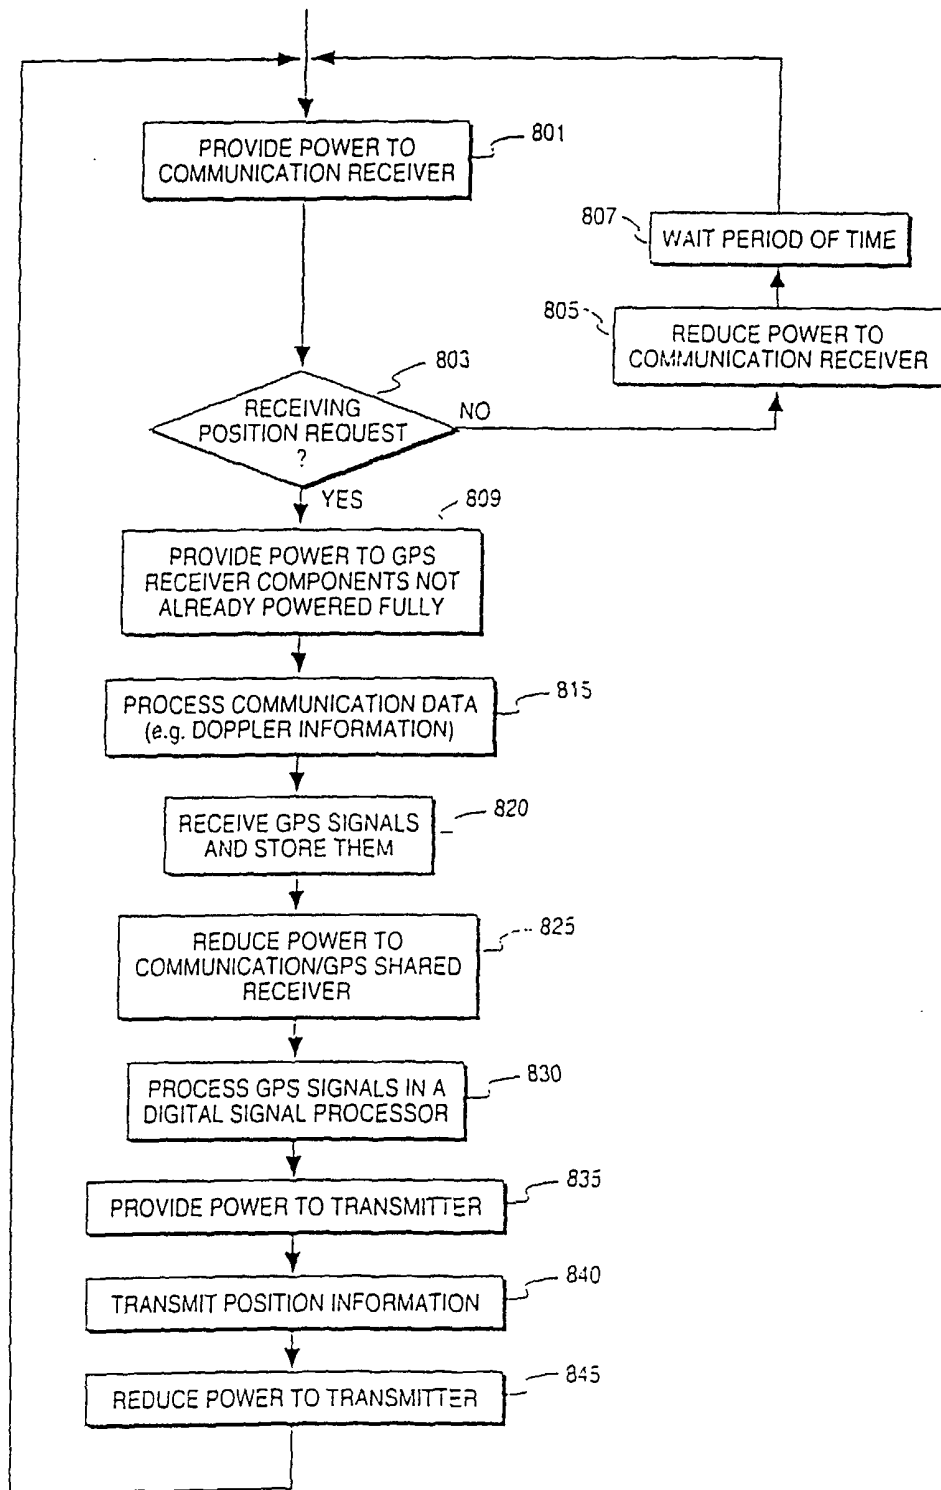 PROVIDE POWER TO
COMMUNICATION RECEIVER
801
807
WAIT PERIOD OF TIME
805
REDUCE POWER TO
COMMUNICATION RECEIVER
803
RECEIVING
POSITION REQUEST
?
NO
YES
809
PROVIDE POWER TO GPS
RECEIVER COMPONENTS NOT
ALREADY POWERED FULLY
815
PROCESS COMMUNICATION DATA
(e.g. DOPPLER INFORMATION)
820
RECEIVE GPS SIGNALS
AND STORE THEM
825
REDUCE POWER TO
COMMUNICATION/GPS SHARED
RECEIVER
830
PROCESS GPS SIGNALS IN A
DIGITAL SIGNAL PROCESSOR
835
PROVIDE POWER TO TRANSMITTER
840
TRANSMIT POSITION INFORMATION
845
REDUCE POWER TO TRANSMITTER